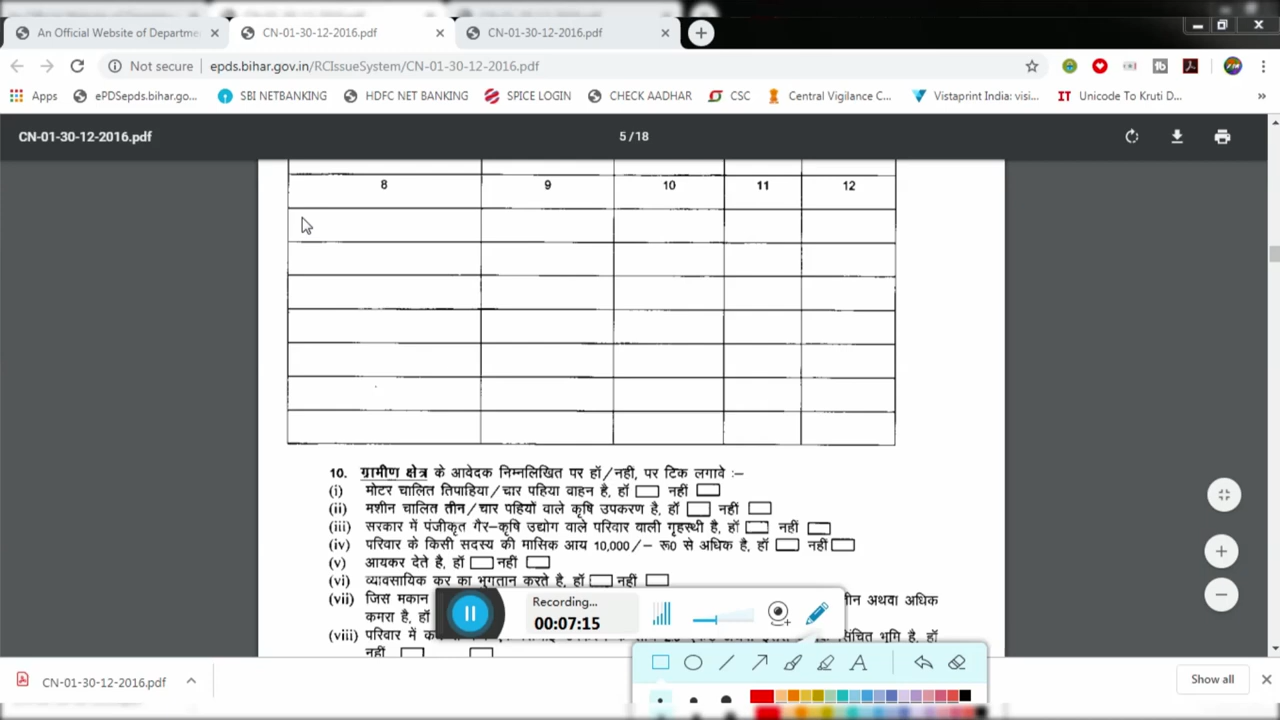 An Official Website of Departme
CN-01-30-12-2016.pdf
CN-01-30-12-2016.pdf
Not secure
epds.bihar.gov.in/RCIssueSystem/CN-01-30-12-2016.pdf
Apps
ePDSepds.bihar.go...
SBI NETBANKING
HDFC NET BANKING
SPICE LOGIN
CHECK AADHAR
CSC
Central Vigilance C...
Vistaprint India: visi...
IT Unicode To Kruti D...
CN-01-30-12-2016.pdf
5 / 18
8 9 10 11 12
10. ग्रामीण क्षेत्र के आवेदक निम्नलिखित पर हॉ/नही, पर टिक लगावे :–
(i) मोटर चालित तिपाहिया/चार पहिया वाहन है, हॉ नहीं
(ii) मशीन चालित तीन/चार पहियों वाले कृषि उपकरण है, हॉ नहीं
(iii) सरकार में पंजीकृत गैर–कृषि उद्योग वाले परिवार वाली गृहस्थी है, हॉ नहीं
(iv) परिवार के किसी सदस्य की मासिक आय 10,000/– रू0 से अधिक है, हॉ नहीं
(v) आयकर देते है, हॉ नहीं
(vi) व्यावसायिक कर का भुगतान करते है, हॉ नहीं
(vii) जिस मकान अथवा अधिक
कमरा है, हॉ
(viii) परिवार में सिंचित भूमि है, हॉ
नहीं
Recording...
00:07:15
CN-01-30-12-2016.pdf
Show all